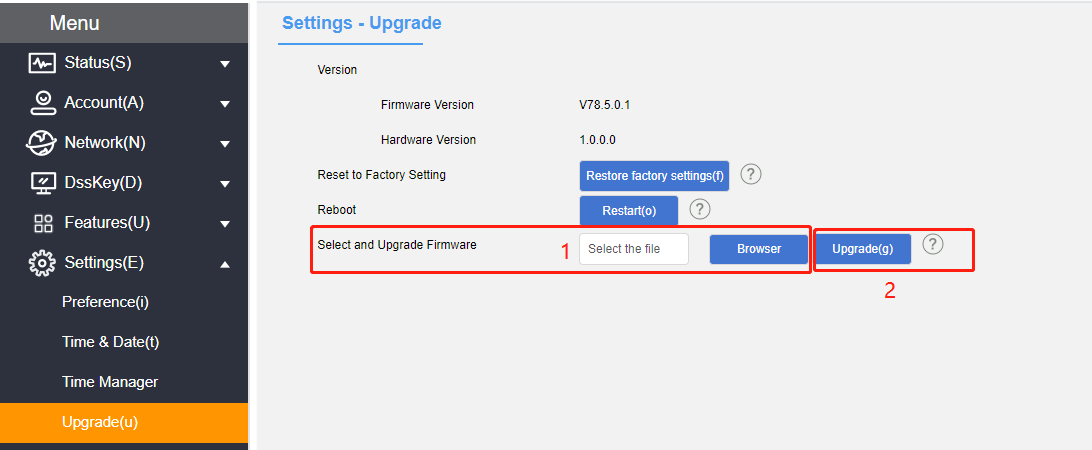 Menu
Status(S)
Account(A)
Network(N)
DssKey(D)
Features(U)
Settings(E)
Preference(i)
Time & Date(t)
Time Manager
Upgrade(u)
Settings - Upgrade
Version
Firmware Version V78.5.0.1
Hardware Version 1.0.0.0
Reset to Factory Setting Restore factory settings(f) ?
Reboot Restart(o) ?
Select and Upgrade Firmware 1 Select the file Browser Upgrade(g) ?
2